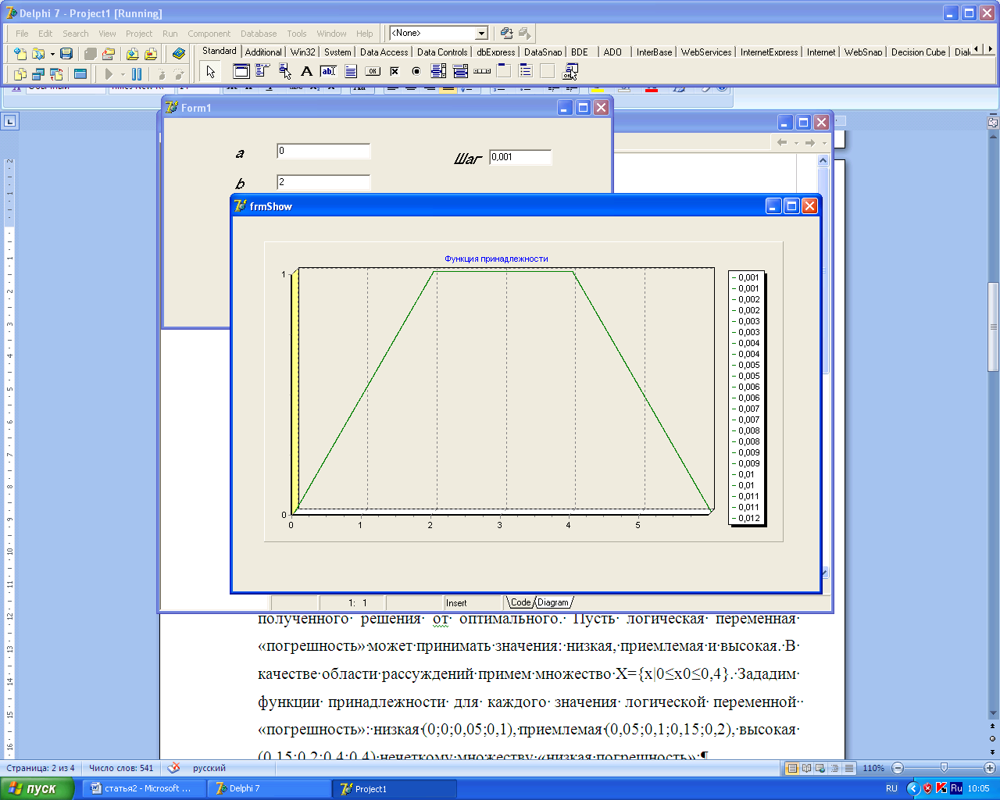 Delphi 7 - Project1 [Running]
File Edit Search View Project Run Component Database Tools Window Help
<None>
Standard Additional Win32 System Data Access Data Controls dbExpress DataSnap BDE ADO InterBase WebServices InternetExpress Internet WebSnap Decision Cube
Form1
a 0
Шаг 0,001
b 2
frmShow
Функция принадлежности
1
0
0 1 2 3 4 5
0,001
0,001
0,002
0,002
0,003
0,003
0,004
0,004
0,005
0,005
0,006
0,006
0,007
0,007
0,008
0,008
0,009
0,009
0,01
0,01
0,011
0,011
0,012
1: 1 Insert Code Diagram
полученного решения от оптимального. Пусть логическая переменная
«погрешность» может принимать значения: низкая, приемлемая и высокая. В
качестве области рассуждений примем множество X={x|0≤x0≤0,4}. Зададим
функции принадлежности для каждого значения логической переменной
«погрешность»: низкая (0;0;0,05;0,1), приемлемая (0,05;0,1;0,15;0,2), высокая
(0,15;0,2;0,4;0,4) нечеткому множеству «низкая погрешность»:¶
Страница: 2 из 4 Число слов: 541 русский 110%
пуск статья2 - Microsoft ... Delphi 7 Project1 RU Ru 10:05